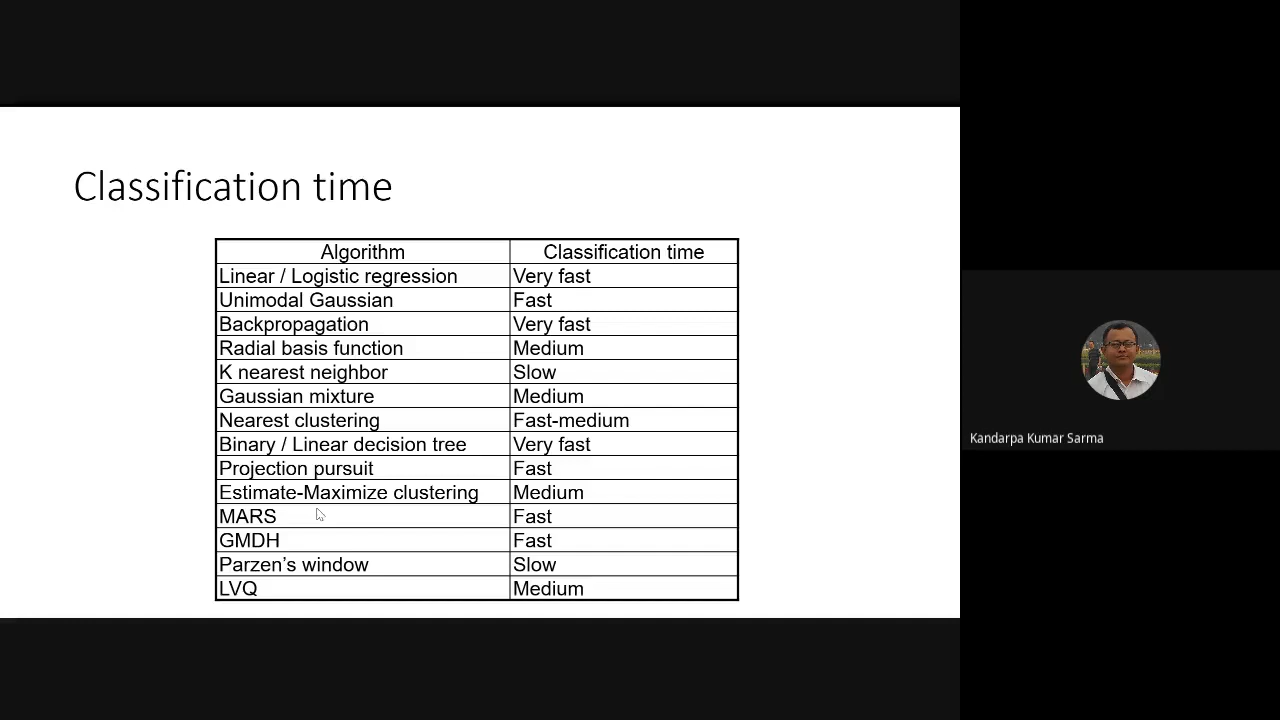 Classification time
Algorithm Classification time
Linear / Logistic regression Very fast
Unimodal Gaussian Fast
Backpropagation Very fast
Radial basis function Medium
K nearest neighbor Slow
Gaussian mixture Medium
Nearest clustering Fast-medium
Binary / Linear decision tree Very fast
Projection pursuit Fast
Estimate-Maximize clustering Medium
MARS Fast
GMDH Fast
Parzen’s window Slow
LVQ Medium
Kandarpa Kumar Sarma